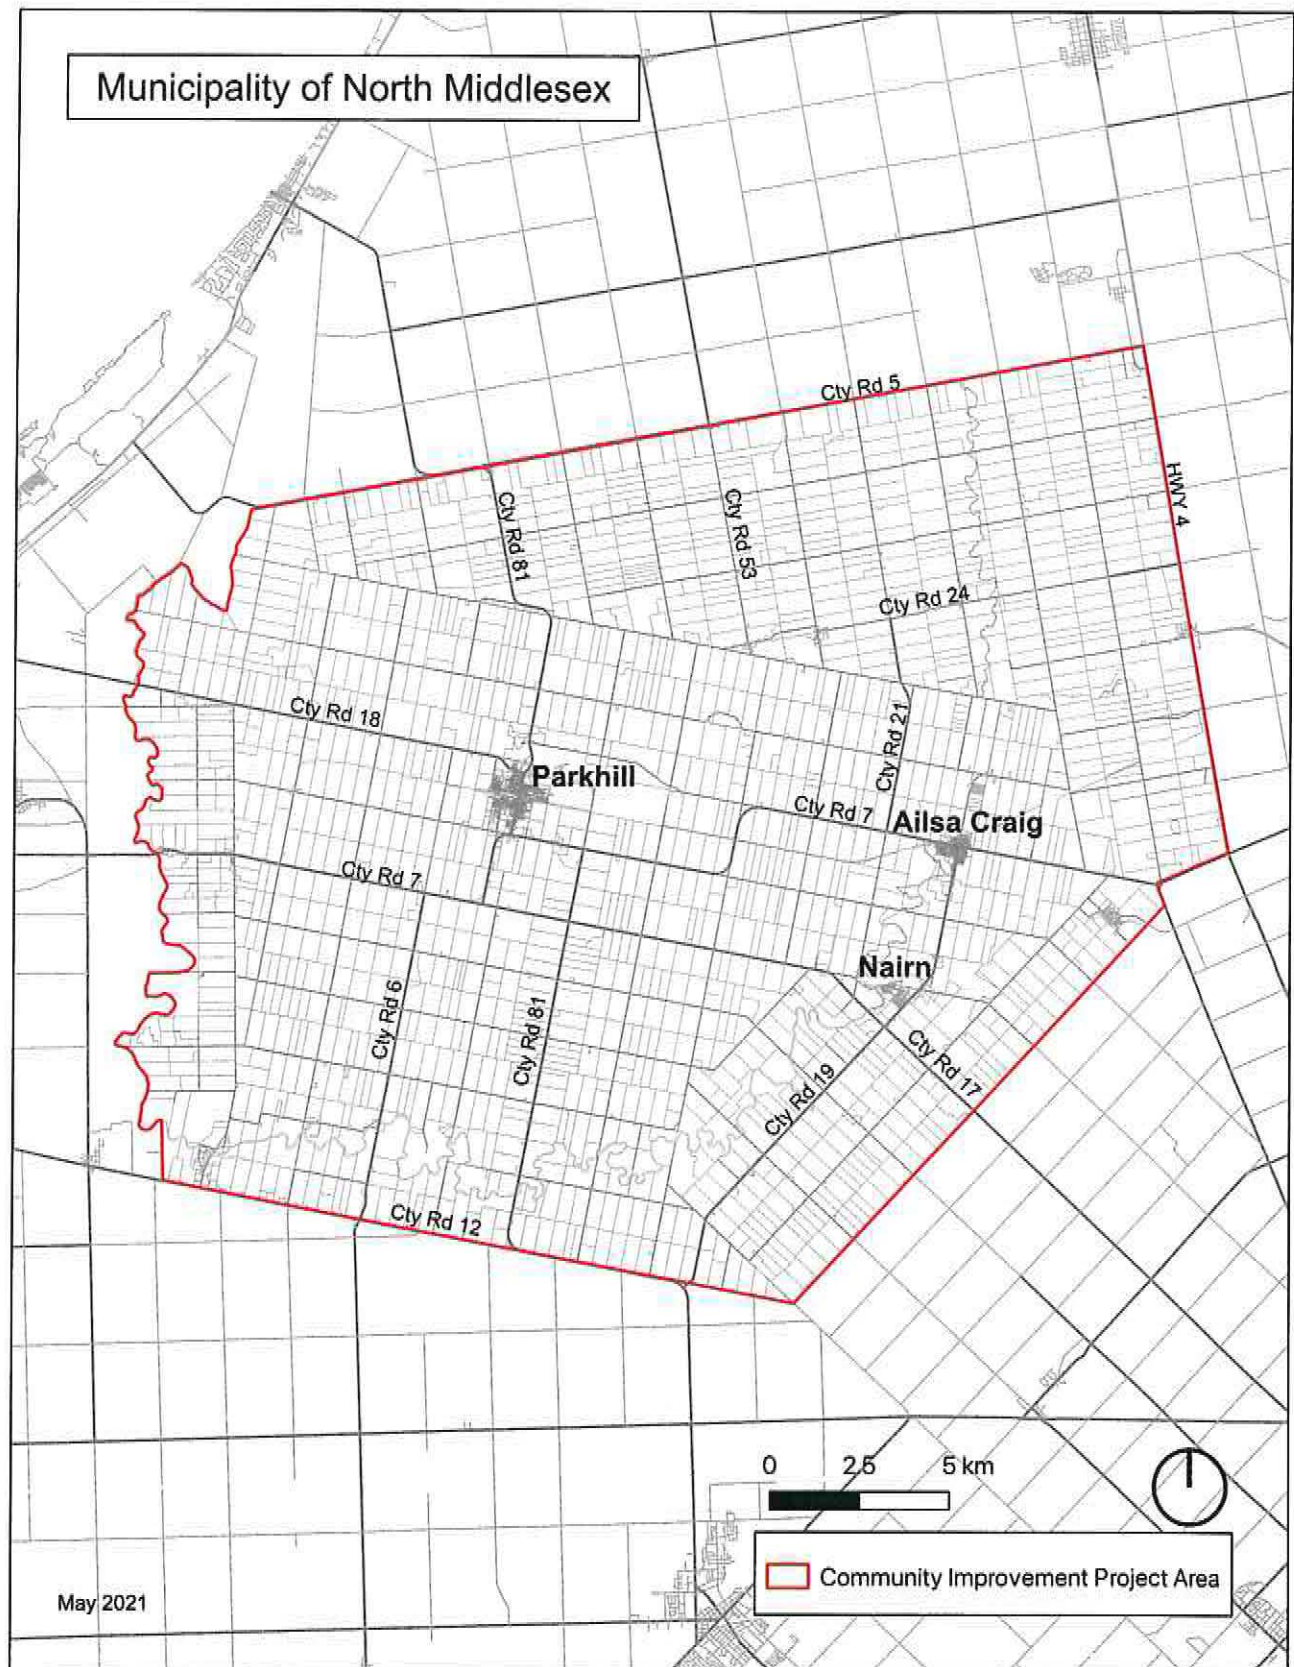 Municipality of North Middlesex
Cty Rd 5
HWY 4
Cty Rd 81
Cty Rd 53
Cty Rd 24
Cty Rd 18
Cty Rd 21
Parkhill
Cty Rd 7
Ailsa Craig
Cty Rd 7
Nairn
Cty Rd 6
Cty Rd 81
Cty Rd 17
Cty Rd 19
Cty Rd 12
0 2.5 5 km
Community Improvement Project Area
May 2021